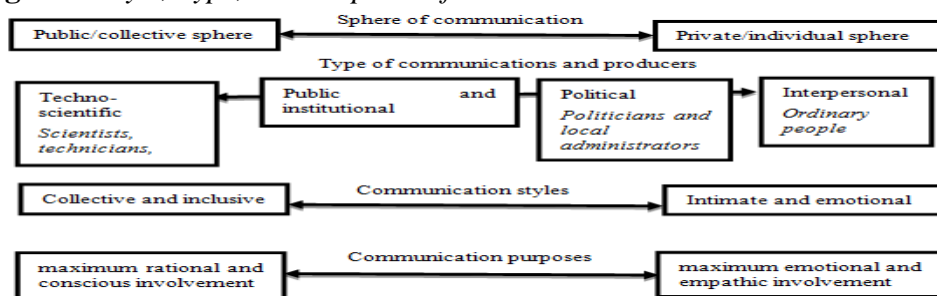 Sphere of communication
Public/collective sphere
Private/individual sphere
Type of communications and producers
Techno-
scientific
Scientists,
technicians,
Public and
institutional
Political
Politicians and
local
administrators
Interpersonal
Ordinary
people
Communication styles
Collective and inclusive
Intimate and emotional
Communication purposes
maximum rational and
conscious involvement
maximum emotional and
empathic involvement